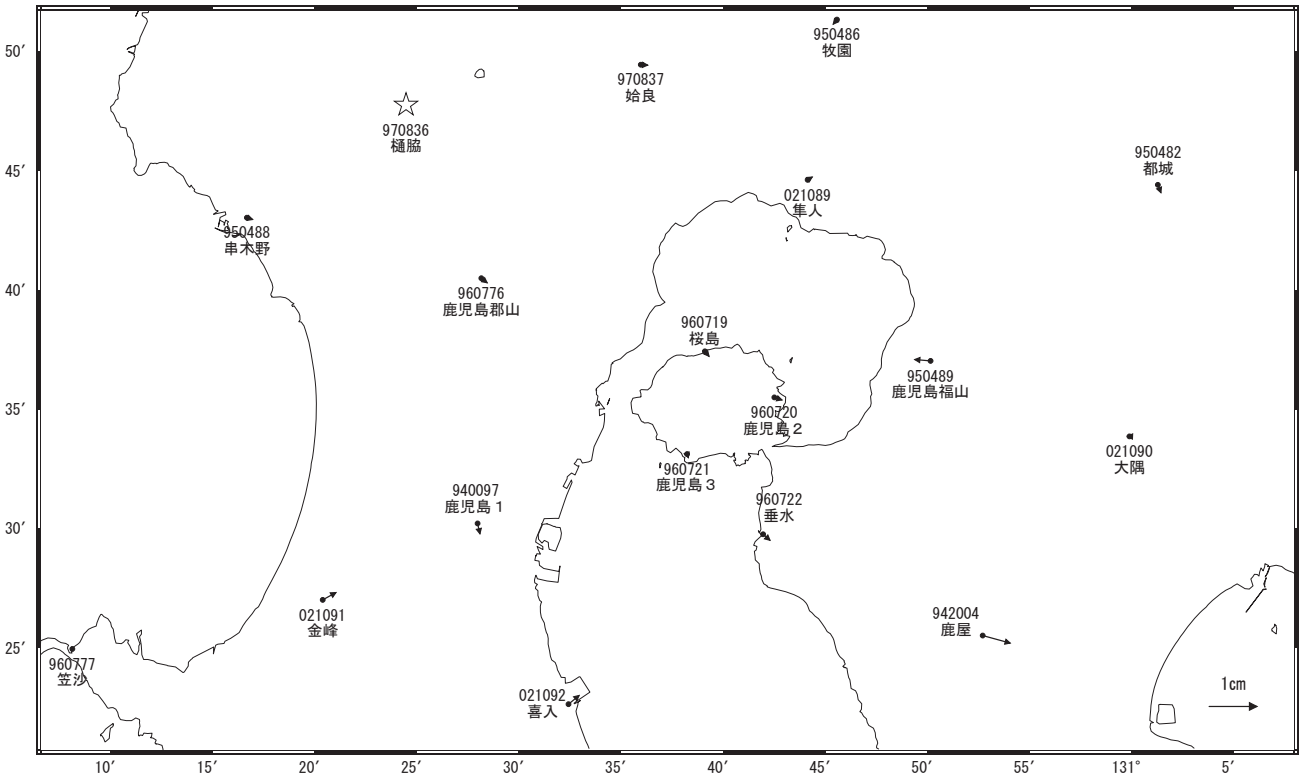 950486
牧園
50′
970837
姶良
970836
樋脇
950482
都城
45′
021089
隼人
950488
串木野
40′
960776
鹿児島郡山
960719
桜島
950489
鹿児島福山
35′
960720
鹿児島２
021090
大隅
960721
鹿児島３
940097
鹿児島１
960722
垂水
30′
021091
金峰
942004
鹿屋
25′
960777
笠沙
021092
喜入
1cm
10′ 15′ 20′ 25′ 30′ 35′ 40′ 45′ 50′ 55′ 131° 5′